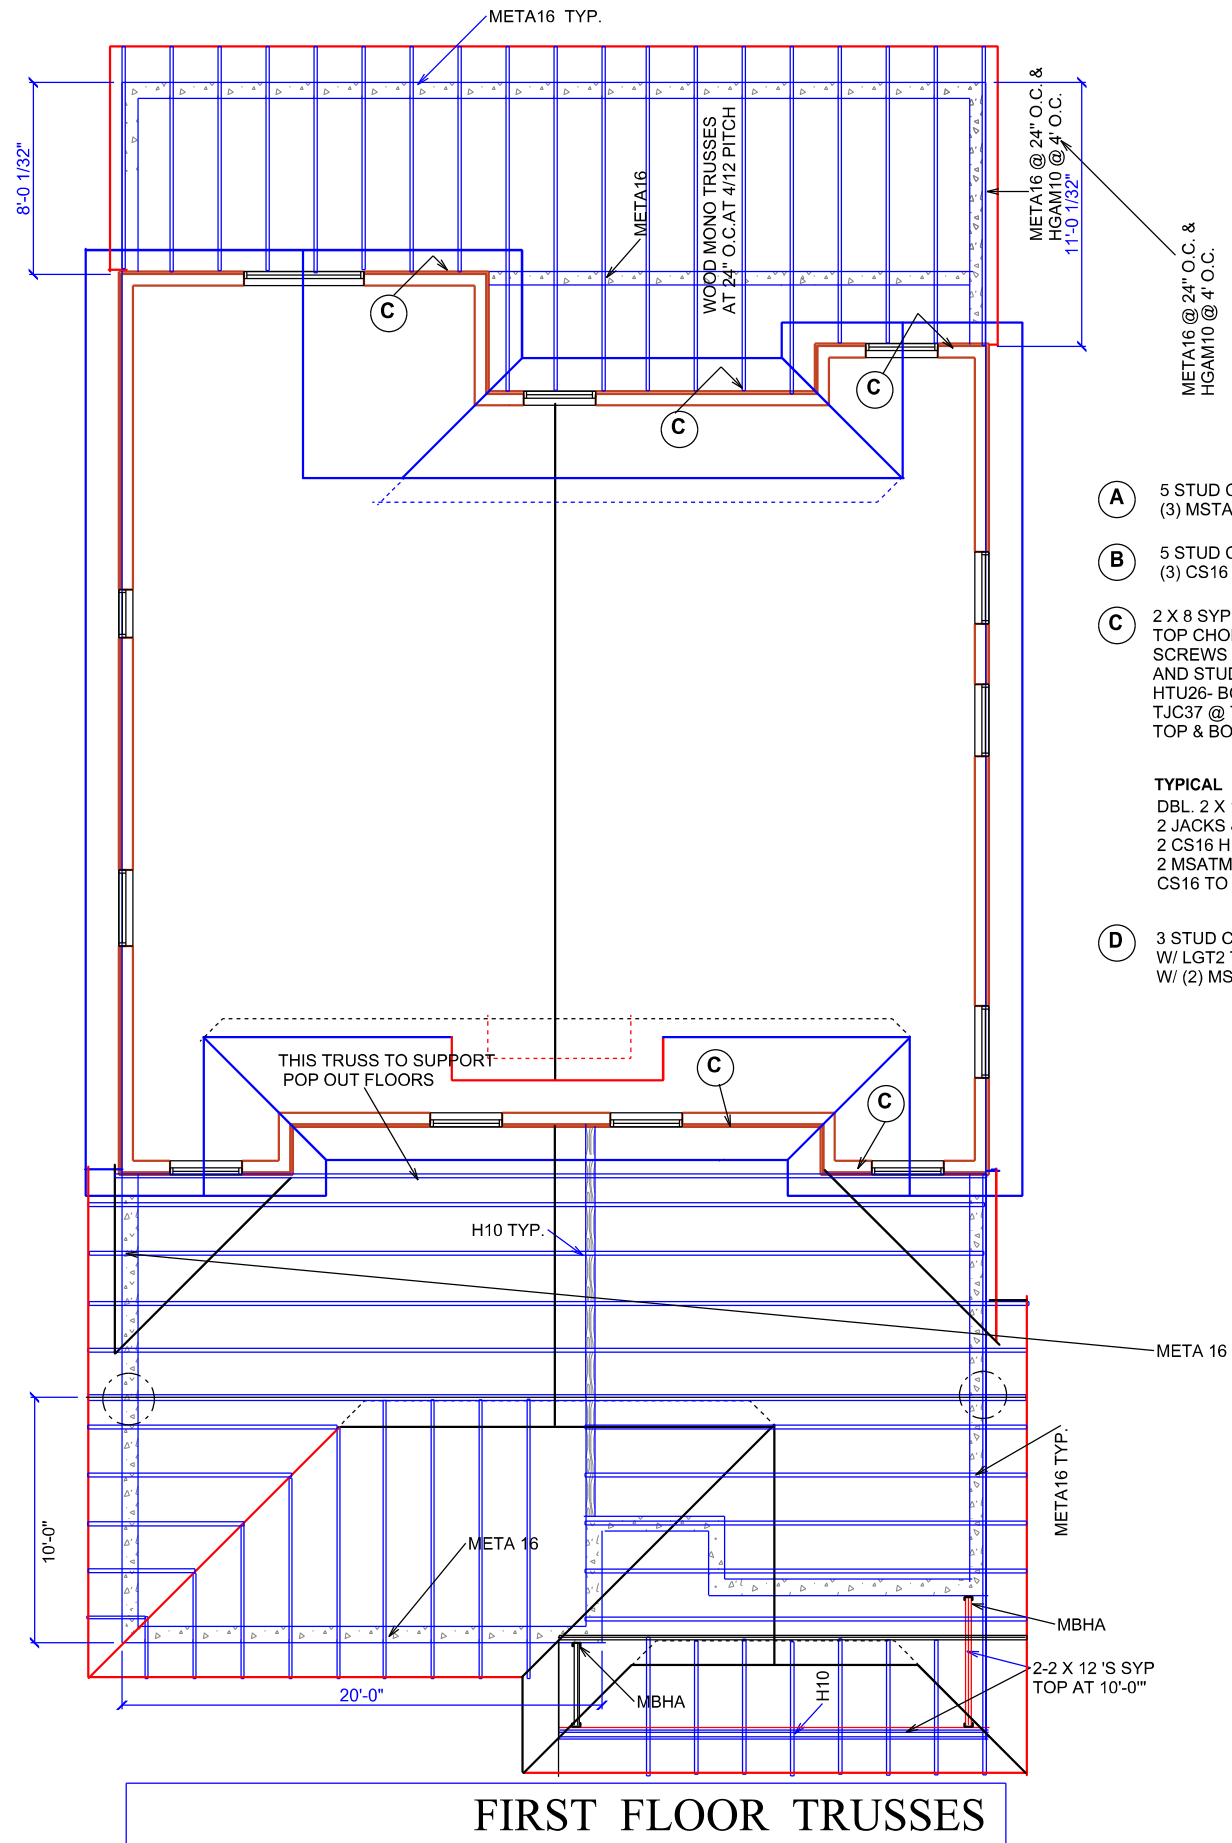 META16 TYP.
8'-0 1/32"
META16
WOOD MONO TRUSSES
AT 24" O.C.AT 4/12 PITCH
META16 @ 24" O.C. &
HGAM10 @ 4' O.C.
11'-0 1/32"
META16 @ 24" O.C. &
HGAM10 @ 4' O.C.
C
C
C
A
5 STUD
(3) MSTA
B
5 STUD
(3) CS16
C
2 X 8 SYP
TOP
SCREWS
AND
HTU26-
TJC37 @
TOP &
TYPICAL
DBL. 2 X
2 JACKS
2 CS16
2 MSATM
CS16 TO
D
3 STUD
W/ LGT2
W/ (2)
THIS TRUSS TO SUPPORT
POP OUT FLOORS
C
C
H10 TYP.
META 16
META16 TYP.
10'-0"
META 16
MBHA
2-2 X 12 'S SYP
TOP AT 10'-0'"
20'-0"
MBHA
H10
FIRST FLOOR TRUSSES